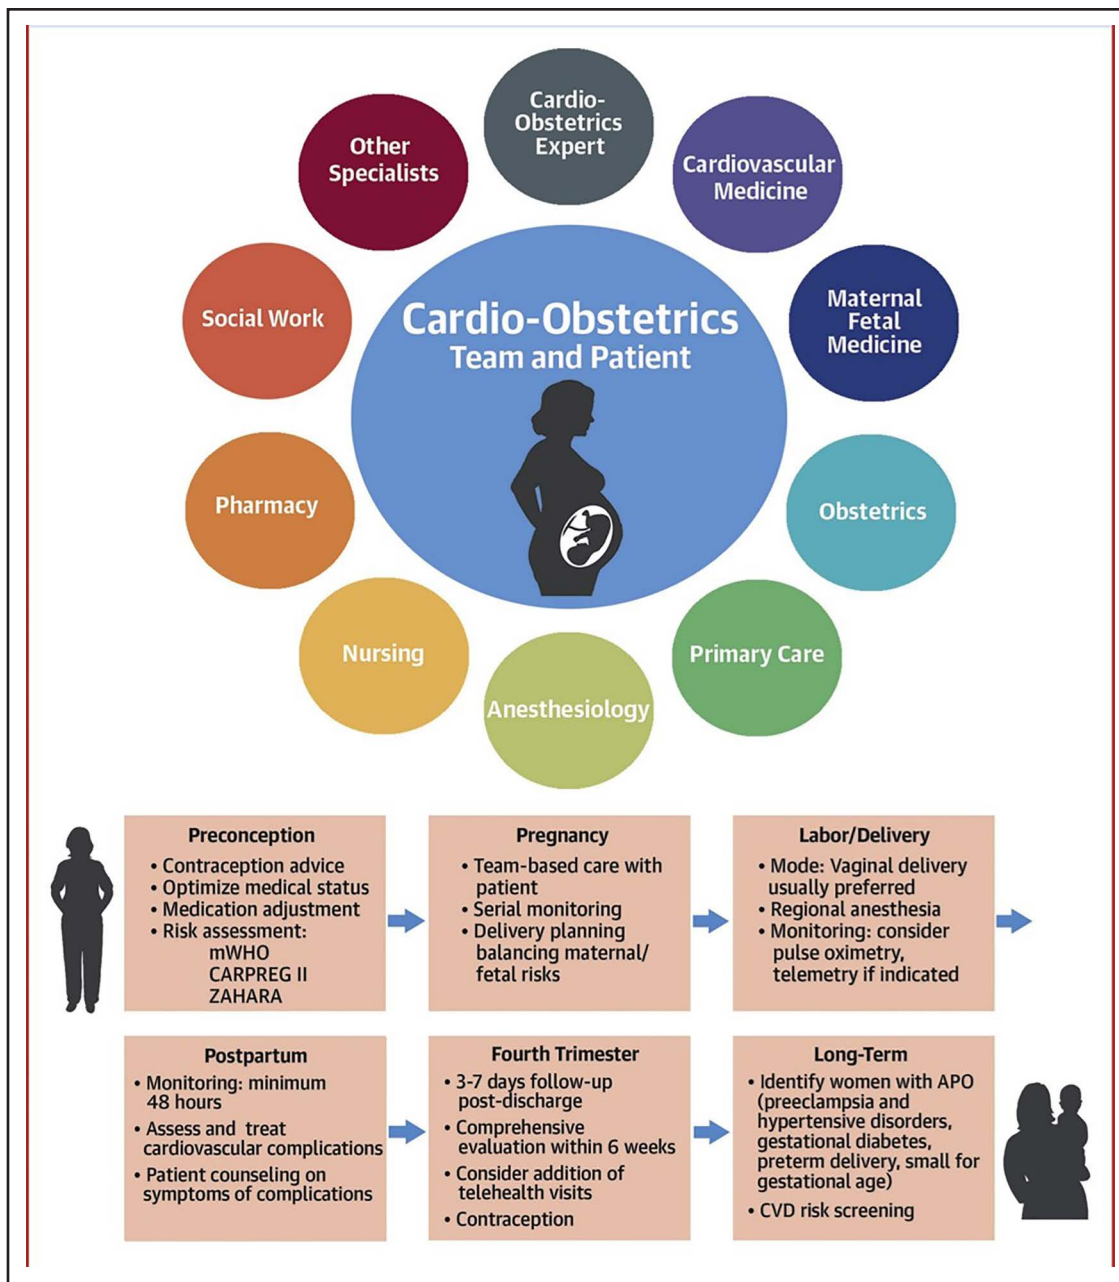 Cardio-
Obstetrics
Expert
Other
Specialists
Cardiovascular
Medicine
Social Work
Cardio-Obstetrics
Team and Patient
Maternal
Fetal
Medicine
Pharmacy
Obstetrics
Nursing
Primary Care
Anesthesiology
Preconception
• Contraception advice
• Optimize medical status
• Medication adjustment
• Risk assessment:
mWHO
CARPREG II
ZAHARA
Pregnancy
• Team-based care with
patient
• Serial monitoring
• Delivery planning
balancing maternal/
fetal risks
Labor/Delivery
• Mode: Vaginal delivery
usually preferred
• Regional anesthesia
• Monitoring: consider
pulse oximetry,
telemetry if indicated
Postpartum
• Monitoring: minimum
48 hours
• Assess and treat
cardiovascular complications
• Patient counseling on
symptoms of complications
Fourth Trimester
• 3-7 days follow-up
post-discharge
• Comprehensive
evaluation within 6 weeks
• Consider addition of
telehealth visits
• Contraception
Long-Term
• Identify women with APO
(preeclampsia and
hypertensive disorders,
gestational diabetes,
preterm delivery, small for
gestational age)
• CVD risk screening